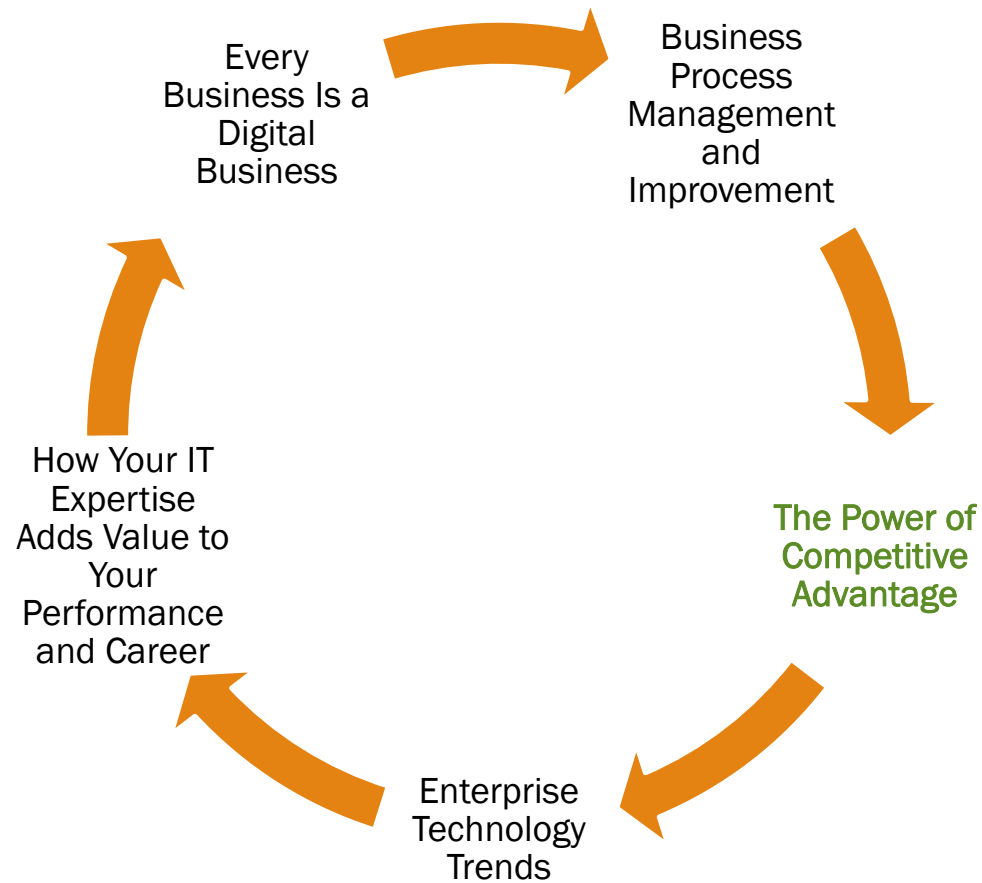 Every
Business Is a
Digital
Business
Business
Process
Management
and
Improvement
The Power of
Competitive
Advantage
Enterprise
Technology
Trends
How Your IT
Expertise
Adds Value to
Your
Performance
and Career